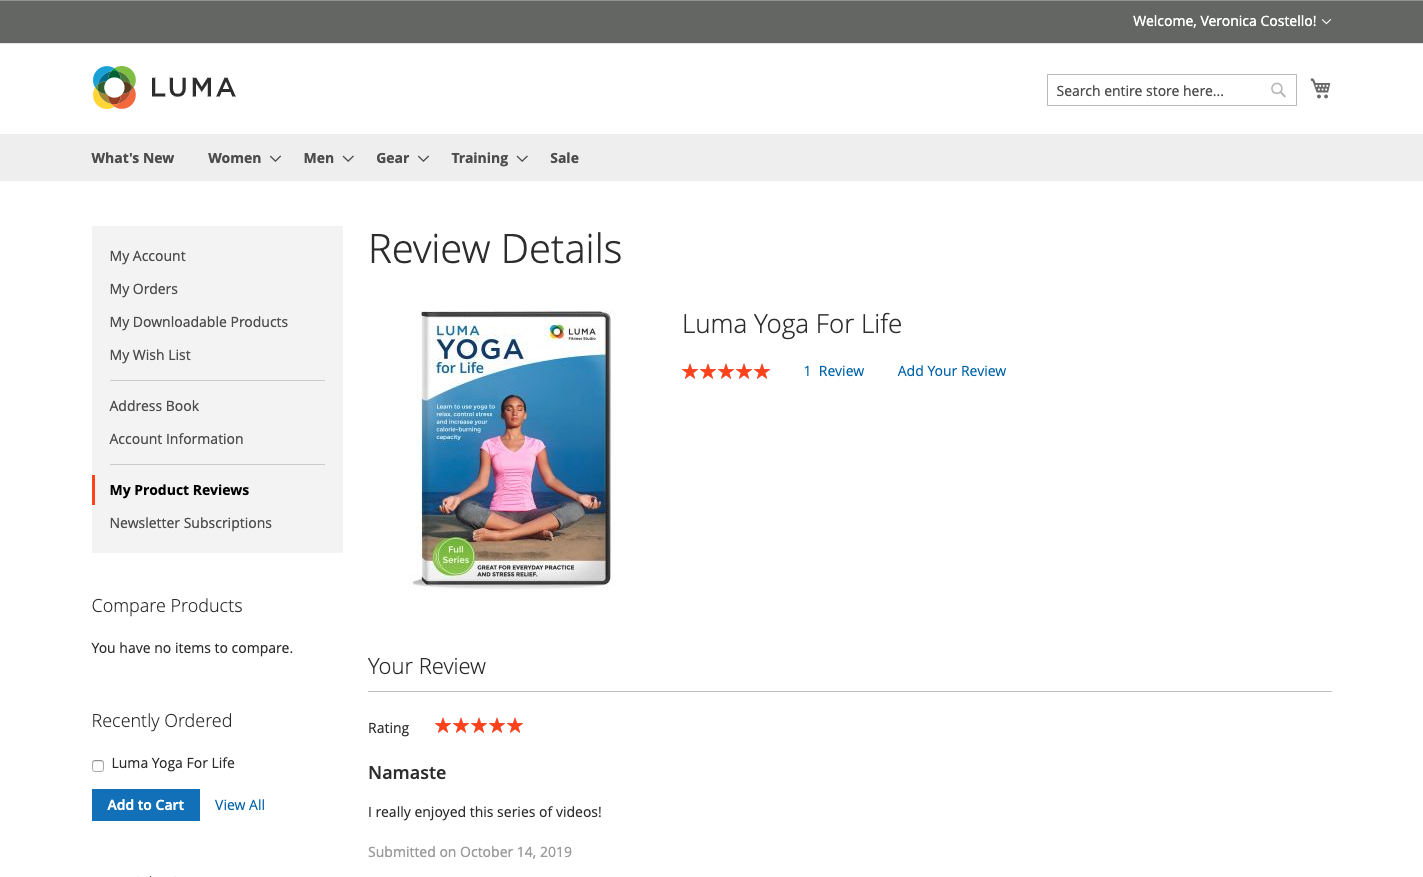 Welcome, Veronica Costello!
LUMA
Search entire store here...
What's New Women Men Gear Training Sale
My Account
My Orders
My Downloadable Products
My Wish List
Address Book
Account Information
My Product Reviews
Newsletter Subscriptions
Compare Products
You have no items to compare.
Recently Ordered
Luma Yoga For Life
Add to Cart View All
Review Details
LUMA
YOGA
for Life
LUMA
Fitness Studio
Learn to use yoga to
relax, control stress
and increase your
calorie-burning
capacity
Full
Series
GREAT FOR EVERYDAY PRACTICE
AND STRESS RELIEF.
Luma Yoga For Life
1 Review Add Your Review
Your Review
Rating
Namaste
I really enjoyed this series of videos!
Submitted on October 14, 2019